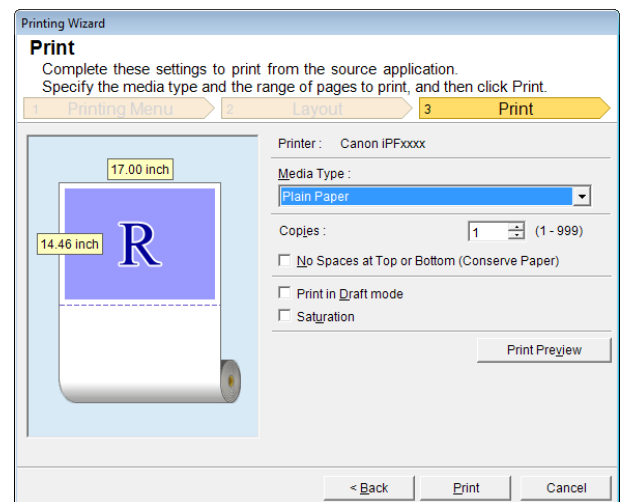 Printing Wizard
Print
Complete these settings to print from the source application.
Specify the media type and the range of pages to print, and then click Print.
1 Printing Menu 2 Layout 3 Print
Printer : Canon iPFxxxx
17.00 inch
Media Type :
Plain Paper
14.46 inch
R
Copies : 1 (1 - 999)
No Spaces at Top or Bottom (Conserve Paper)
Print in Draft mode
Saturation
Print Preview
< Back Print Cancel